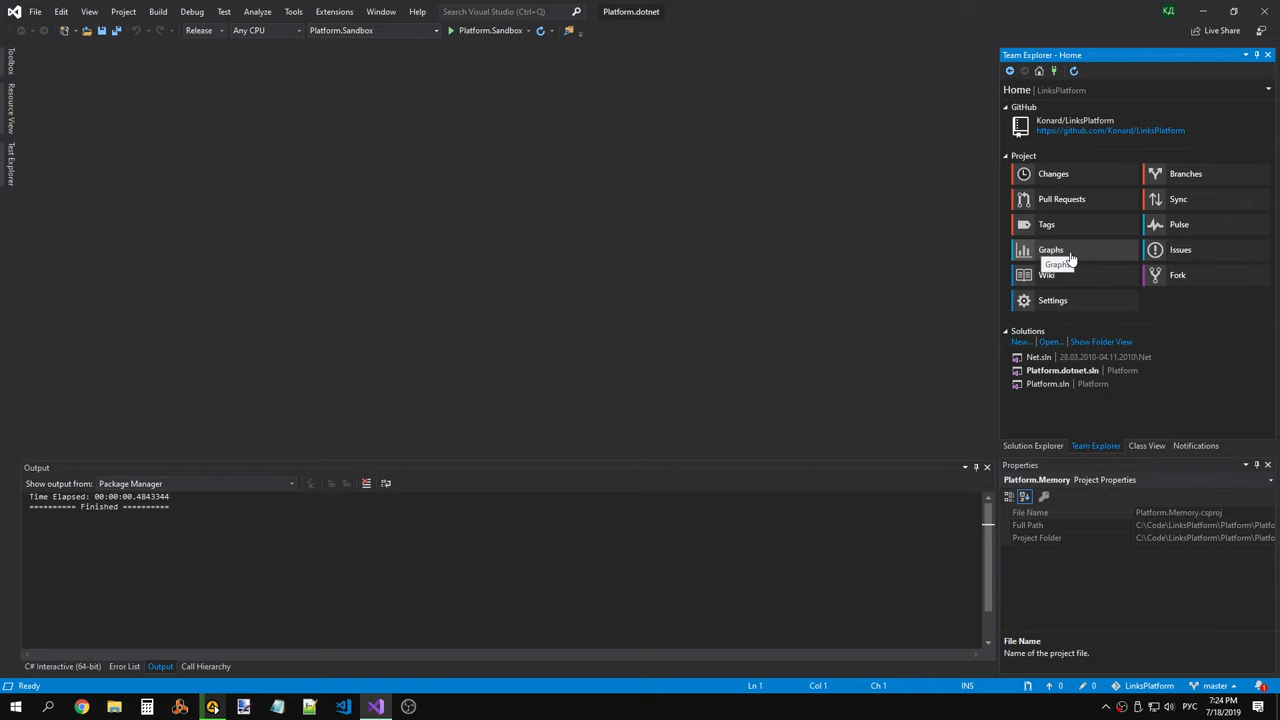 File Edit View Project Build Debug Test Analyze Tools Extensions Window Help Search Visual Studio (Ctrl+Q) Platform.dotnet КД
Release Any CPU Platform.Sandbox Platform.Sandbox Live Share
Toolbox
Resource View
Test Explorer
Team Explorer - Home
Home | LinksPlatform
GitHub
Konard/LinksPlatform
https://github.com/Konard/LinksPlatform
Project
Changes Branches
Pull Requests Sync
Tags Pulse
Graphs Issues
Graphs
Wiki Fork
Settings
Solutions
New... Open... Show Folder View
Net.sln | 28.03.2010-04.11.2010\Net
Platform.dotnet.sln | Platform
Platform.sln | Platform
Solution Explorer Team Explorer Class View Notifications
Output
Show output from: Package Manager
Time Elapsed: 00:00:00.4843344
========== Finished ==========
C# Interactive (64-bit) Error List Output Call Hierarchy
Properties
Platform.Memory Project Properties
File Name Platform.Memory.csproj
Full Path C:\Code\LinksPlatform\Platform\Platfo
Project Folder C:\Code\LinksPlatform\Platform\Platfo
File Name
Name of the project file.
Ready Ln 1 Col 1 Ch 1 INS 0 0 LinksPlatform master 1
РУС 7:24 PM
7/18/2019